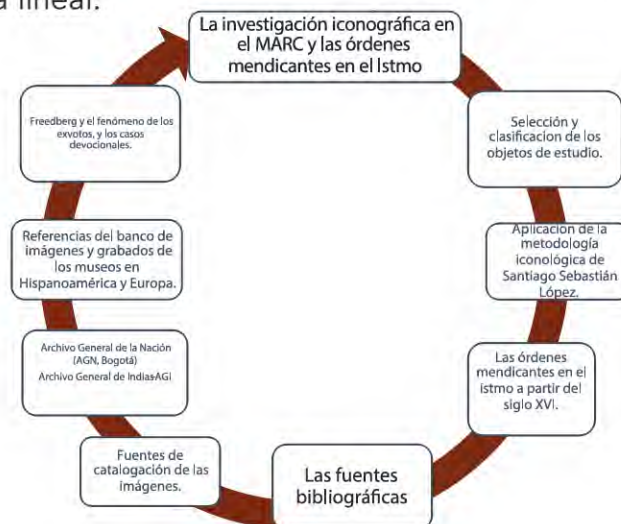 a lineal.
La investigación iconográfica en
el MARC y las órdenes
mendicantes en el Istmo
Selección y
clasificacion de los
objetos de estudio.
Aplicación de la
metodología
iconológica de
Santiago Sebastián
López.
Las órdenes
mendicantes en el
istmo a partir del
siglo XVI.
Las fuentes
bibliográficas
Fuentes de
catalogación de las
imágenes.
Archivo General de la Nación
(AGN, Bogotá)
Archivo General de Indias-AGI
Referencias del banco de
imágenes y grabados de
los museos en
Hispanoamérica y Europa.
Freedberg y el fenómeno de los
exvotos, y los casos
devocionales.